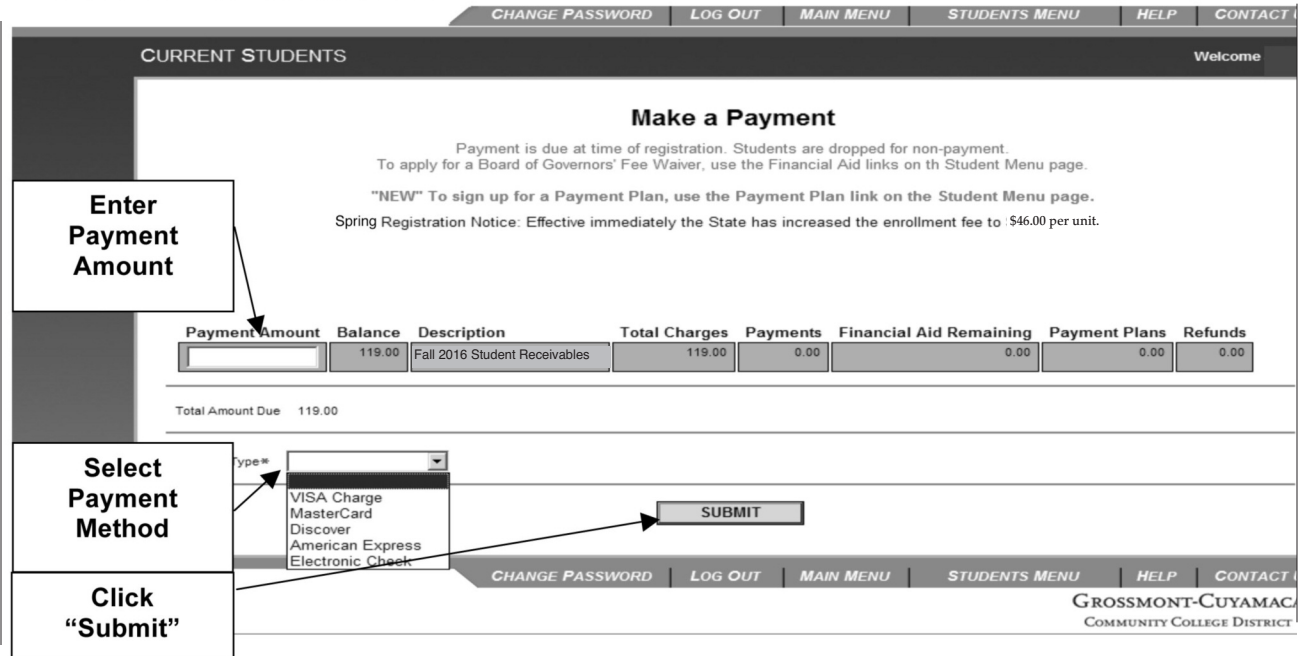 CHANGE PASSWORD | LOG OUT | MAIN MENU | STUDENTS MENU | HELP | CONTACT
CURRENT STUDENTS
Welcome
Make a Payment
Payment is due at time of registration. Students are dropped for non-payment.
To apply for a Board of Governors' Fee Waiver, use the Financial Aid links on th Student Menu page.
"NEW" To sign up for a Payment Plan, use the Payment Plan link on the Student Menu page.
Spring Registration Notice: Effective immediately the State has increased the enrollment fee to $46.00 per unit.
Enter
Payment
Amount
Payment Amount Balance Description Total Charges Payments Financial Aid Remaining Payment Plans Refunds
119.00 Fall 2016 Student Receivables 119.00 0.00 0.00 0.00 0.00
Total Amount Due 119.00
Select
Payment
Method
Type*
VISA Charge
MasterCard
Discover
American Express
Electronic Check
SUBMIT
Click
“Submit”
CHANGE PASSWORD | LOG OUT | MAIN MENU | STUDENTS MENU | HELP | CONTACT
GROSSMONT-CUYAMACA
COMMUNITY COLLEGE DISTRICT